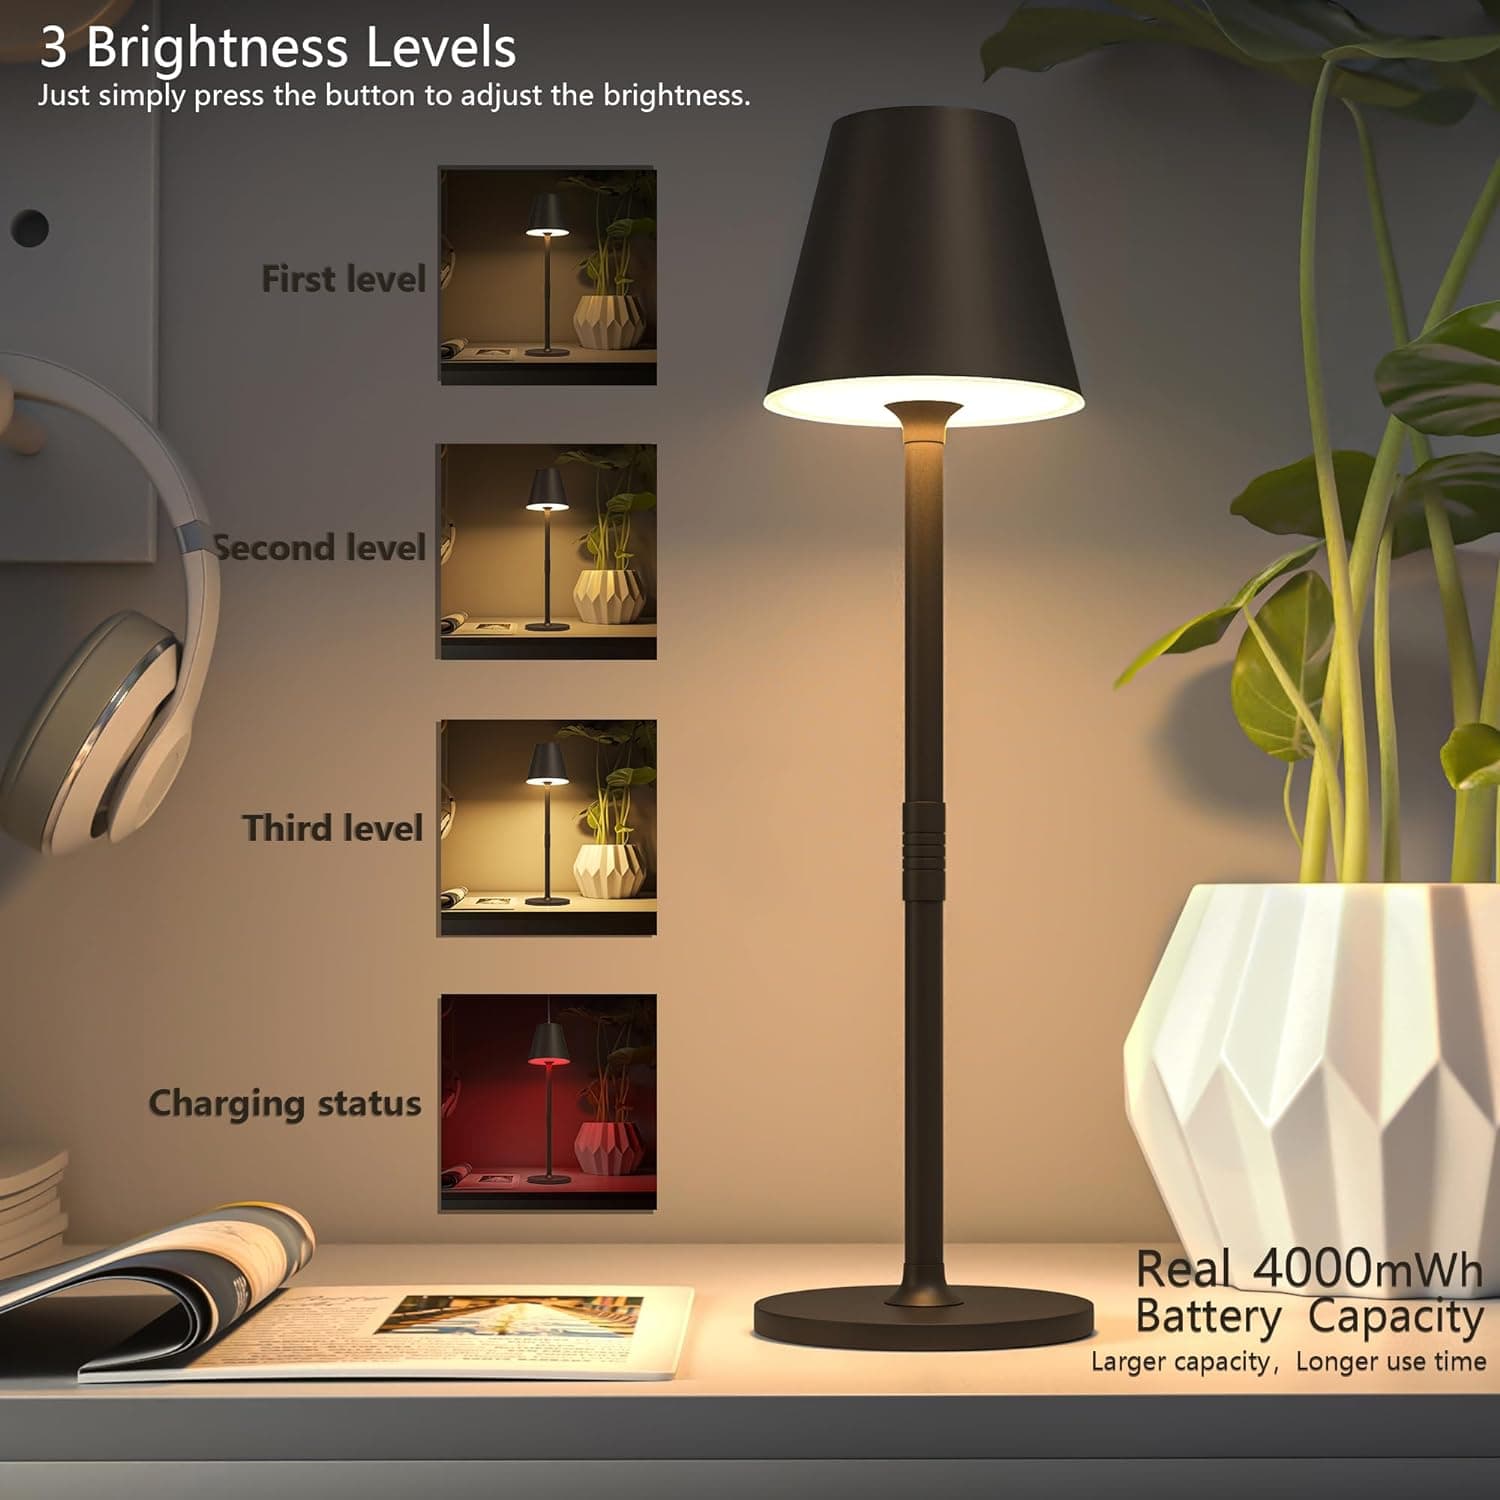 3 Brightness Levels
Just simply press the button to adjust the brightness.
First level
Second level
Third level
Charging status
Real 4000mWh
Battery Capacity
Larger capacity, Longer use time